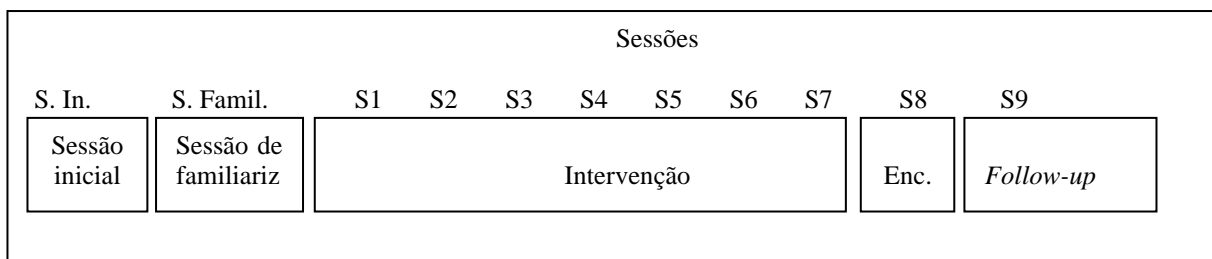 Sessões
S. In. S. Famil. S1 S2 S3 S4 S5 S6 S7 S8 S9
Sessão inicial
Sessão de familiariz
Intervenção
Enc.
Follow-up